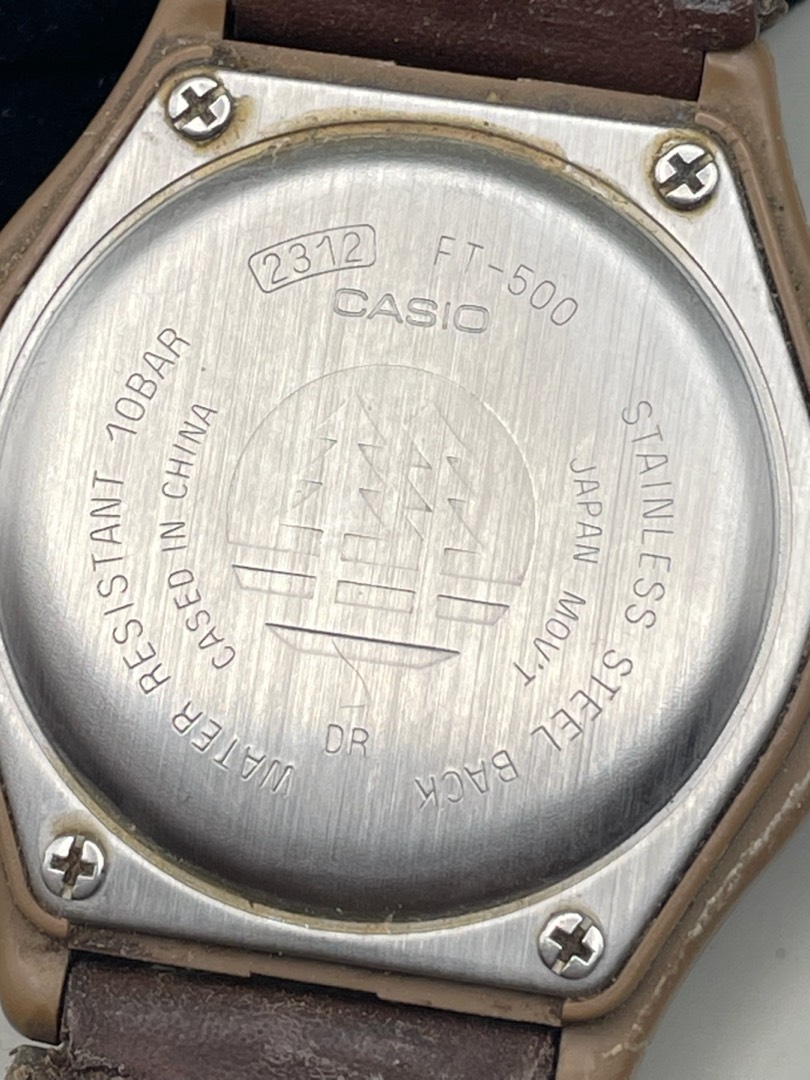 2312 FT-500
CASIO
WATER RESISTANT 10BAR
CASED IN CHINA
STAINLESS STEEL BACK
JAPAN MOV'T
DR